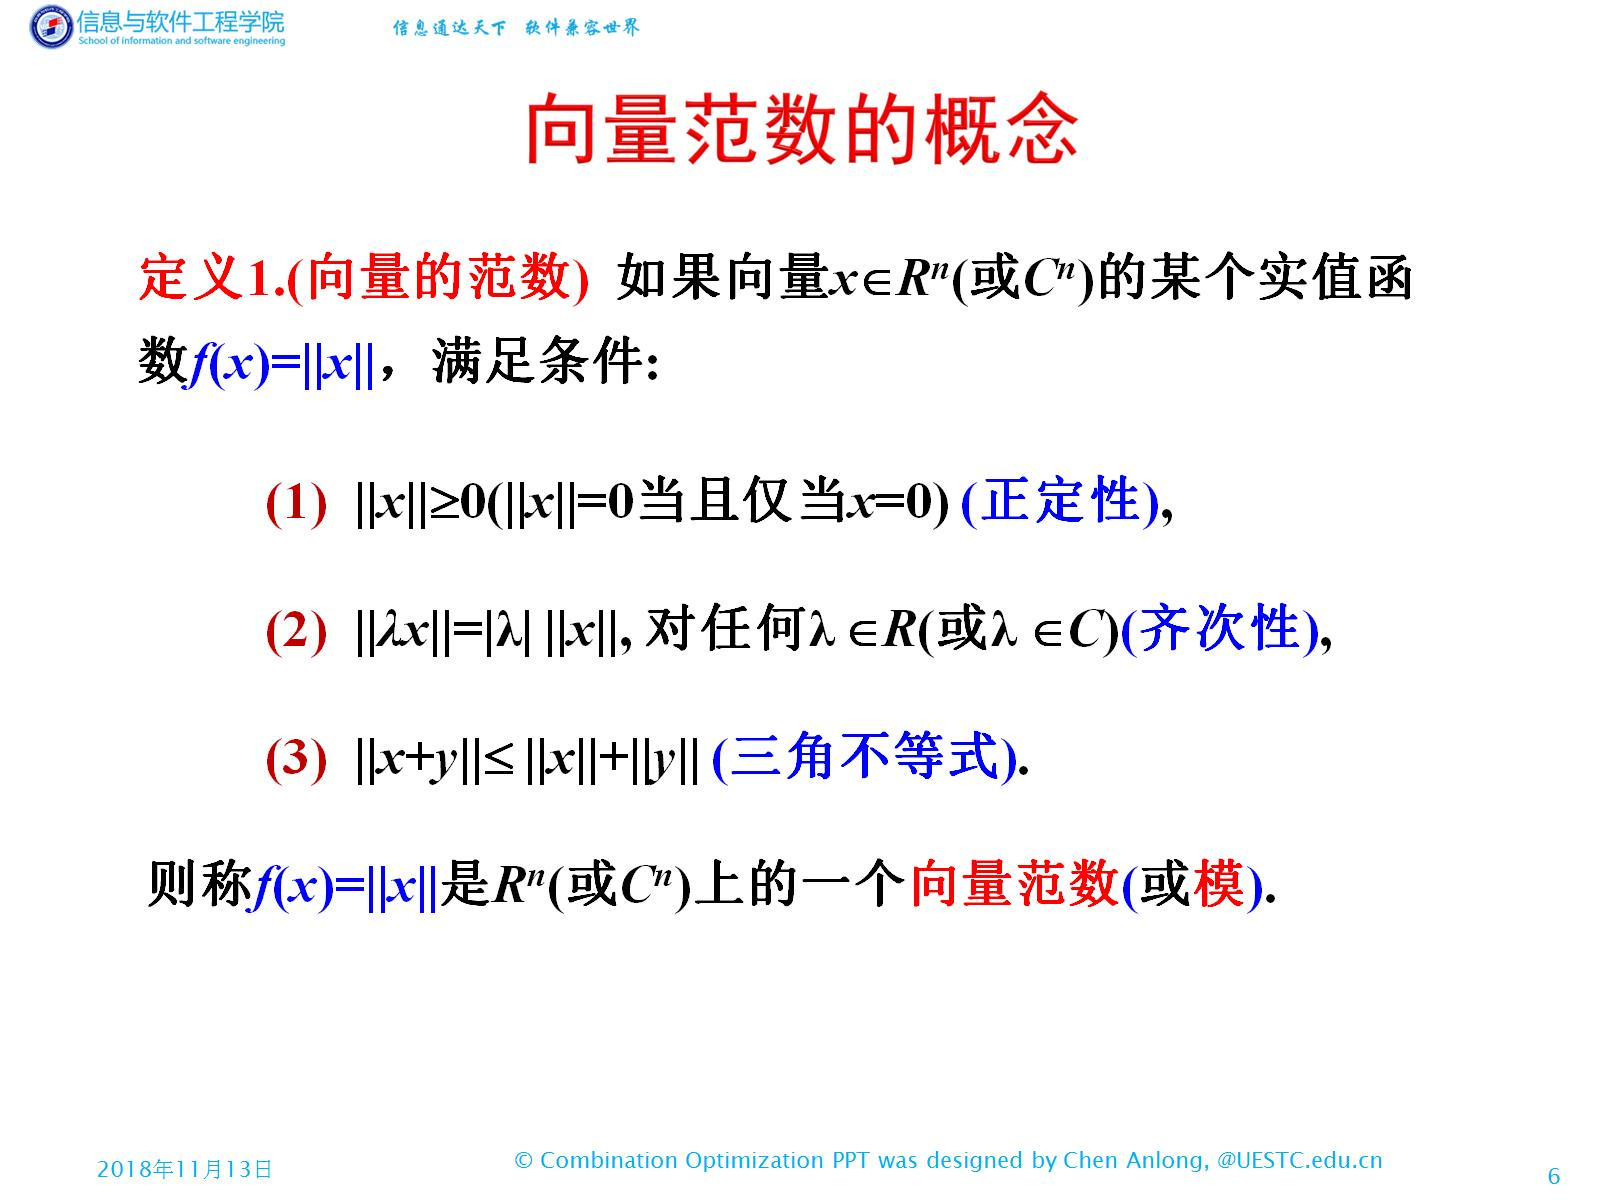 信息与软件工程学院
School of information and software engineering
信息通达天下 软件兼容世界
向量范数的概念
定义1.(向量的范数) 如果向量x∈Rⁿ(或Cⁿ)的某个实值函
数f(x)=||x||，满足条件:
(1) ||x||≥0(||x||=0当且仅当x=0) (正定性),
(2) ||λx||=|λ| ||x||, 对任何λ ∈R(或λ ∈C)(齐次性),
(3) ||x+y||≤ ||x||+||y|| (三角不等式).
则称f(x)=||x||是Rⁿ(或Cⁿ)上的一个向量范数(或模).
2018年11月13日
© Combination Optimization PPT was designed by Chen Anlong, @UESTC.edu.cn
6